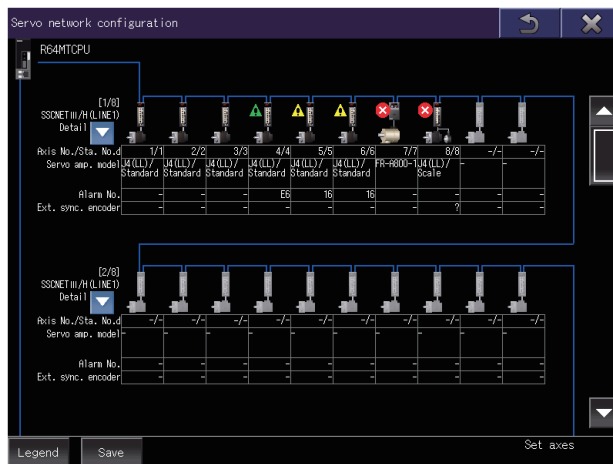 Servo network configuration
R64MTCPU
[1/8]
SSCNETⅢ/H(LINE1)
Detail
Axis No./Sta. No.d 1/1 2/2 3/3 4/4 5/5 6/6 7/7 8/8 -/- -/-
Servo amp. model J4(LL)/ J4(LL)/ J4(LL)/ J4(LL)/ J4(LL)/ J4(LL)/ FR-A800-1 J4(LL)/ - -
Standard Standard Standard Standard Standard Standard Scale
Alarm No. - - - E6 16 16 - - - -
Ext. sync. encoder - - - - - - - ? - -
[2/8]
SSCNETⅢ/H(LINE1)
Detail
Axis No./Sta. No.d -/- -/- -/- -/- -/- -/- -/- -/- -/- -/-
Servo amp. model - - - - - - - - - -
Alarm No. - - - - - - - - - -
Ext. sync. encoder - - - - - - - - - -
Set axes
Legend Save